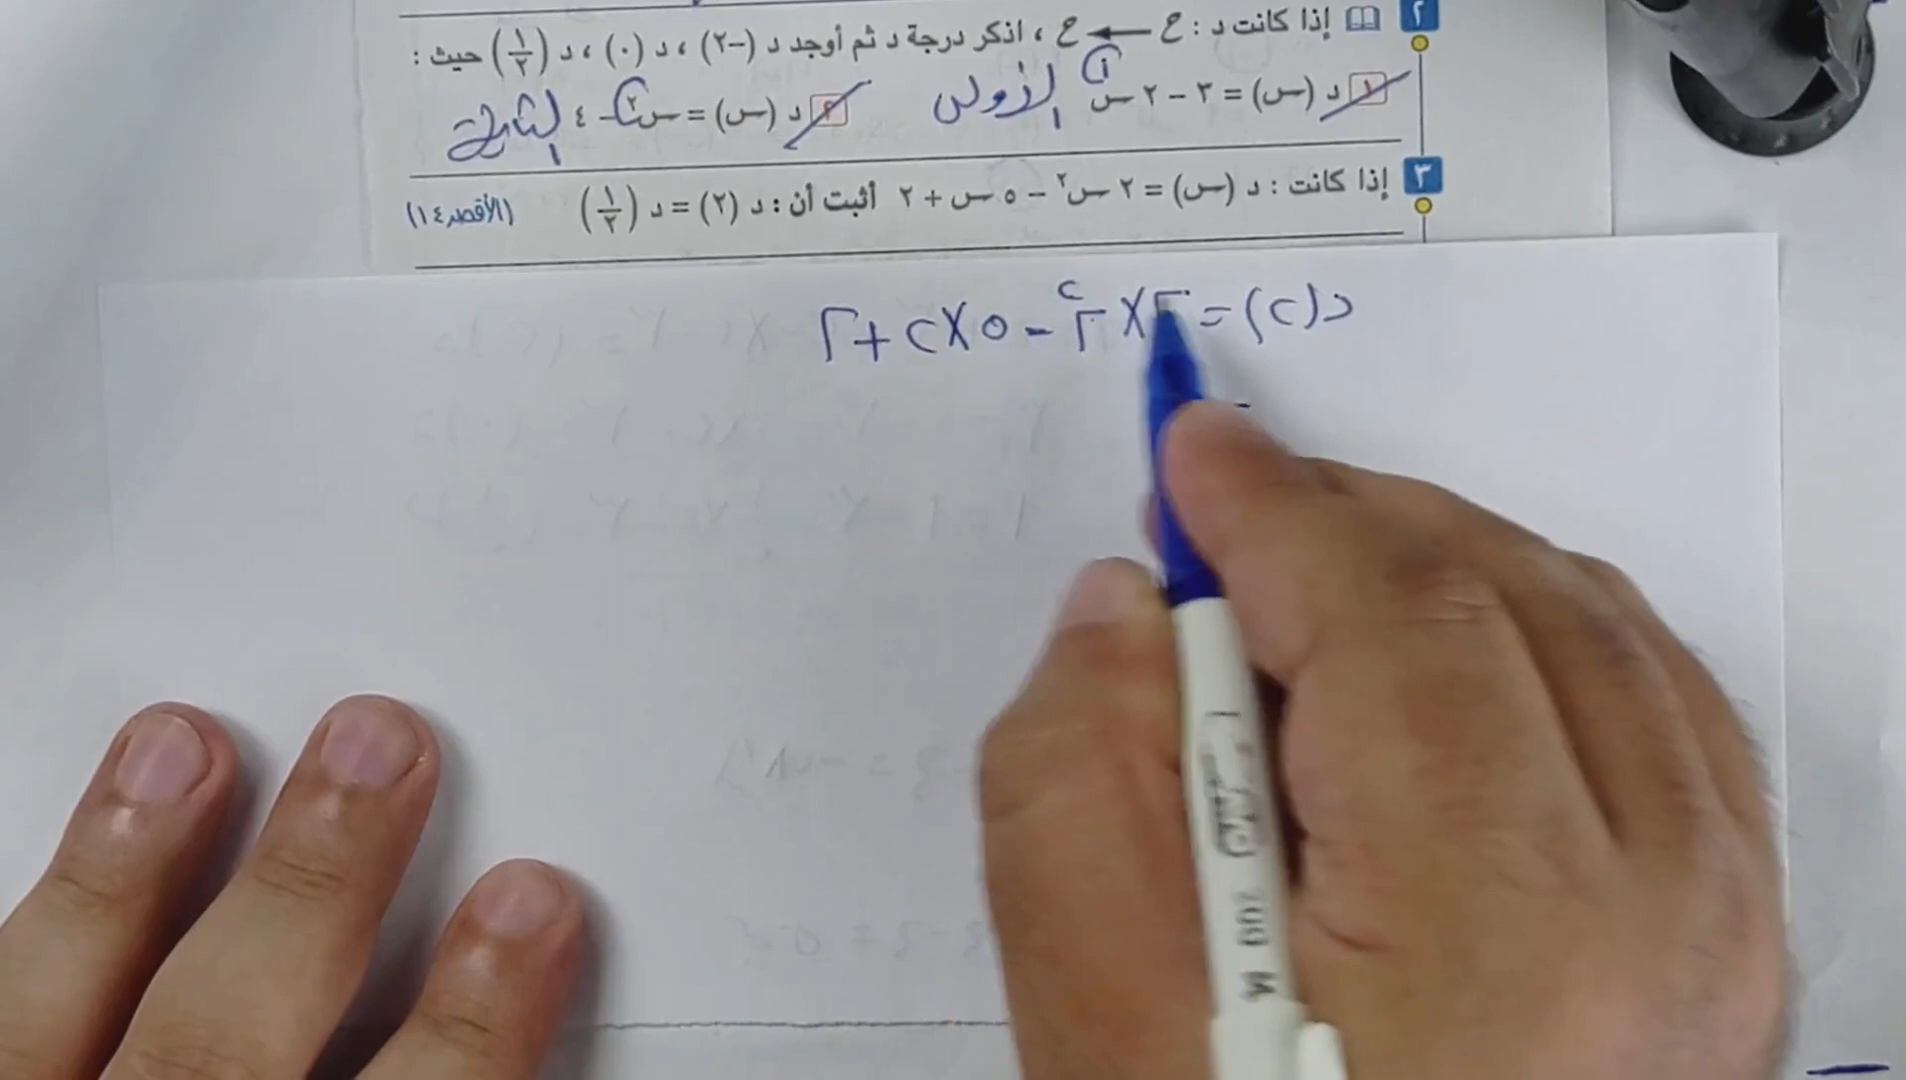 ٢ إذا كانت د : ح ← ح ، اذكر درجة د ثم أوجد د (-٢) ، د (٠) ، د (١/٢) حيث :
١ د (س) = ٣ - ٢ س ١ الأولى
٢ د (س) = س٢ - ٤ الثانية
٣ إذا كانت : د (س) = ٢ س٢ - ٥ س + ٢ أثبت أن : د (٢) = د (١/٢) (الأقصر ١٤)
د(٢) = ٢×٢٢ - ٥×٢ + ٢